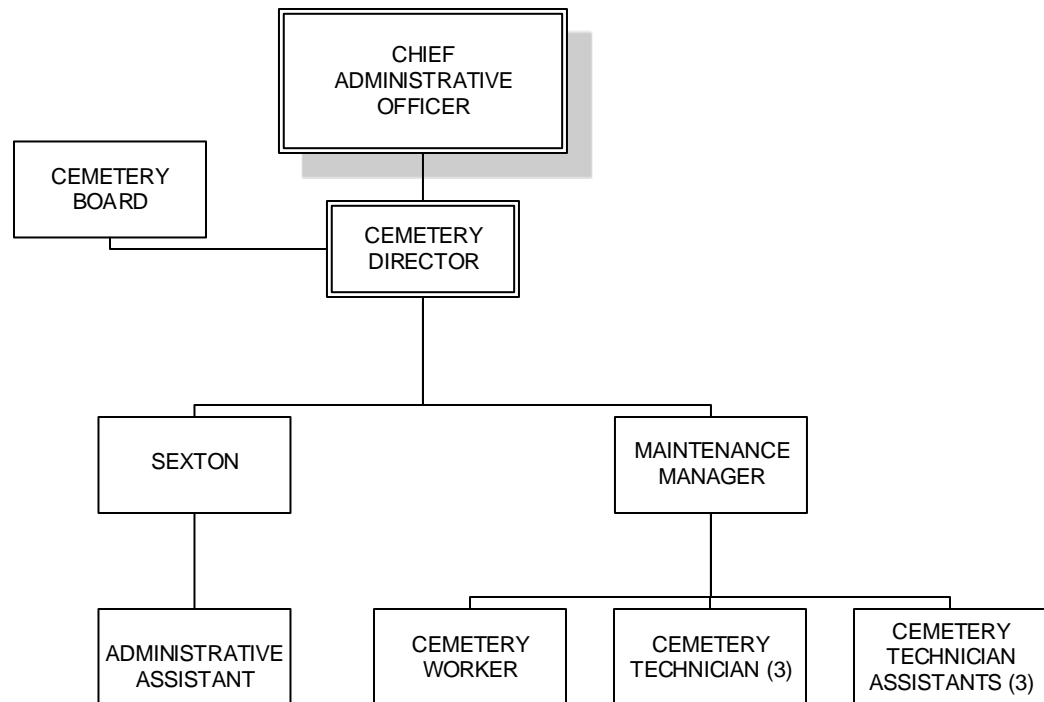 CHIEF
ADMINISTRATIVE
OFFICER
CEMETERY
BOARD
CEMETERY
DIRECTOR
SEXTON
MAINTENANCE
MANAGER
ADMINISTRATIVE
ASSISTANT
CEMETERY
WORKER
CEMETERY
TECHNICIAN (3)
CEMETERY
TECHNICIAN
ASSISTANTS (3)